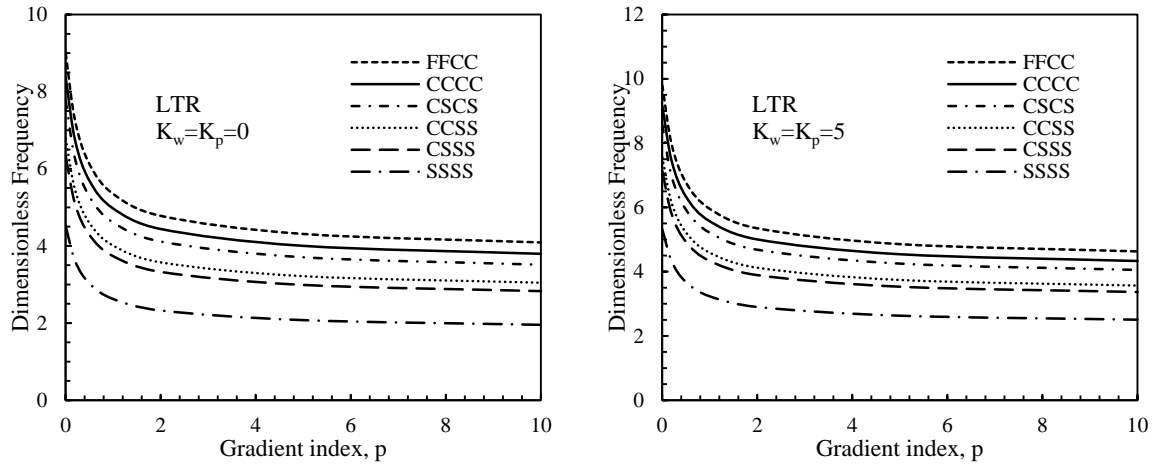 10
8
6
4
2
0
Dimensionless Frequency
FFCC
CCCC
CSCS
CCSS
CSSS
SSSS
LTR
K_w=K_p=0
0 2 4 6 8 10
Gradient index, p
12
10
8
6
4
2
0
Dimensionless Frequency
FFCC
CCCC
CSCS
CCSS
CSSS
SSSS
LTR
K_w=K_p=5
0 2 4 6 8 10
Gradient index, p